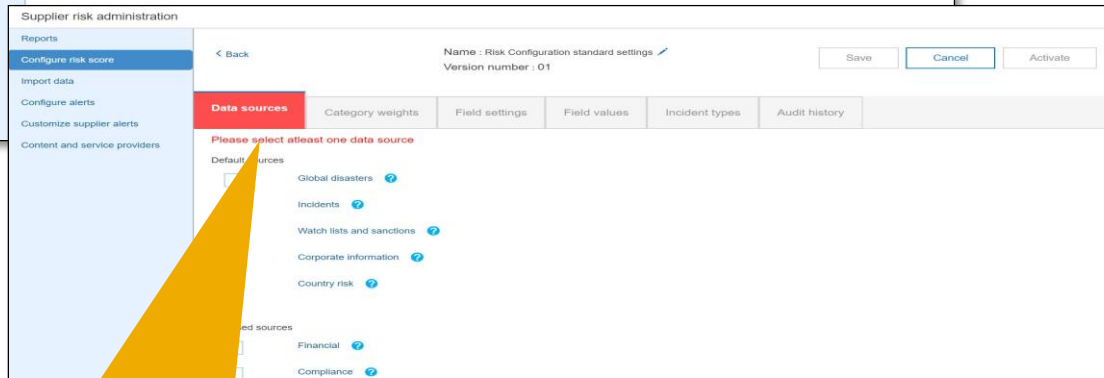 Supplier risk administration
Reports
Configure risk score
Import data
Configure alerts
Customize supplier alerts
Content and service providers
< Back
Name : Risk Configuration standard settings
Version number : 01
Save
Cancel
Activate
Data sources
Category weights
Field settings
Field values
Incident types
Audit history
Please select atleast one data source
Default
Global disasters ?
Incidents ?
Watch lists and sanctions ?
Corporate information ?
Country risk ?
sources
Financial ?
Compliance ?